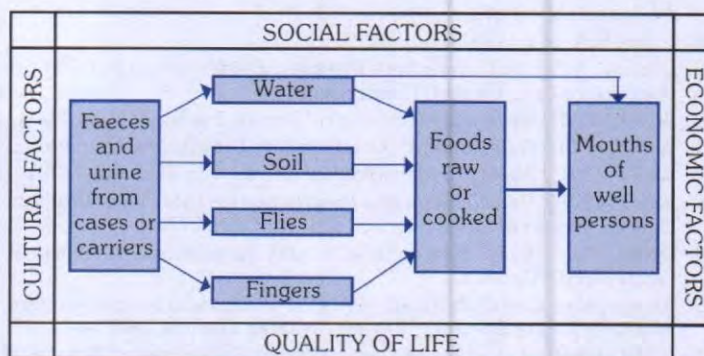 SOCIAL FACTORS
CULTURAL FACTORS
Faeces
and
urine
from
cases or
carriers
Water
Soil
Flies
Fingers
Foods
raw
or
cooked
Mouths
of
well
persons
ECONOMIC FACTORS
QUALITY OF LIFE